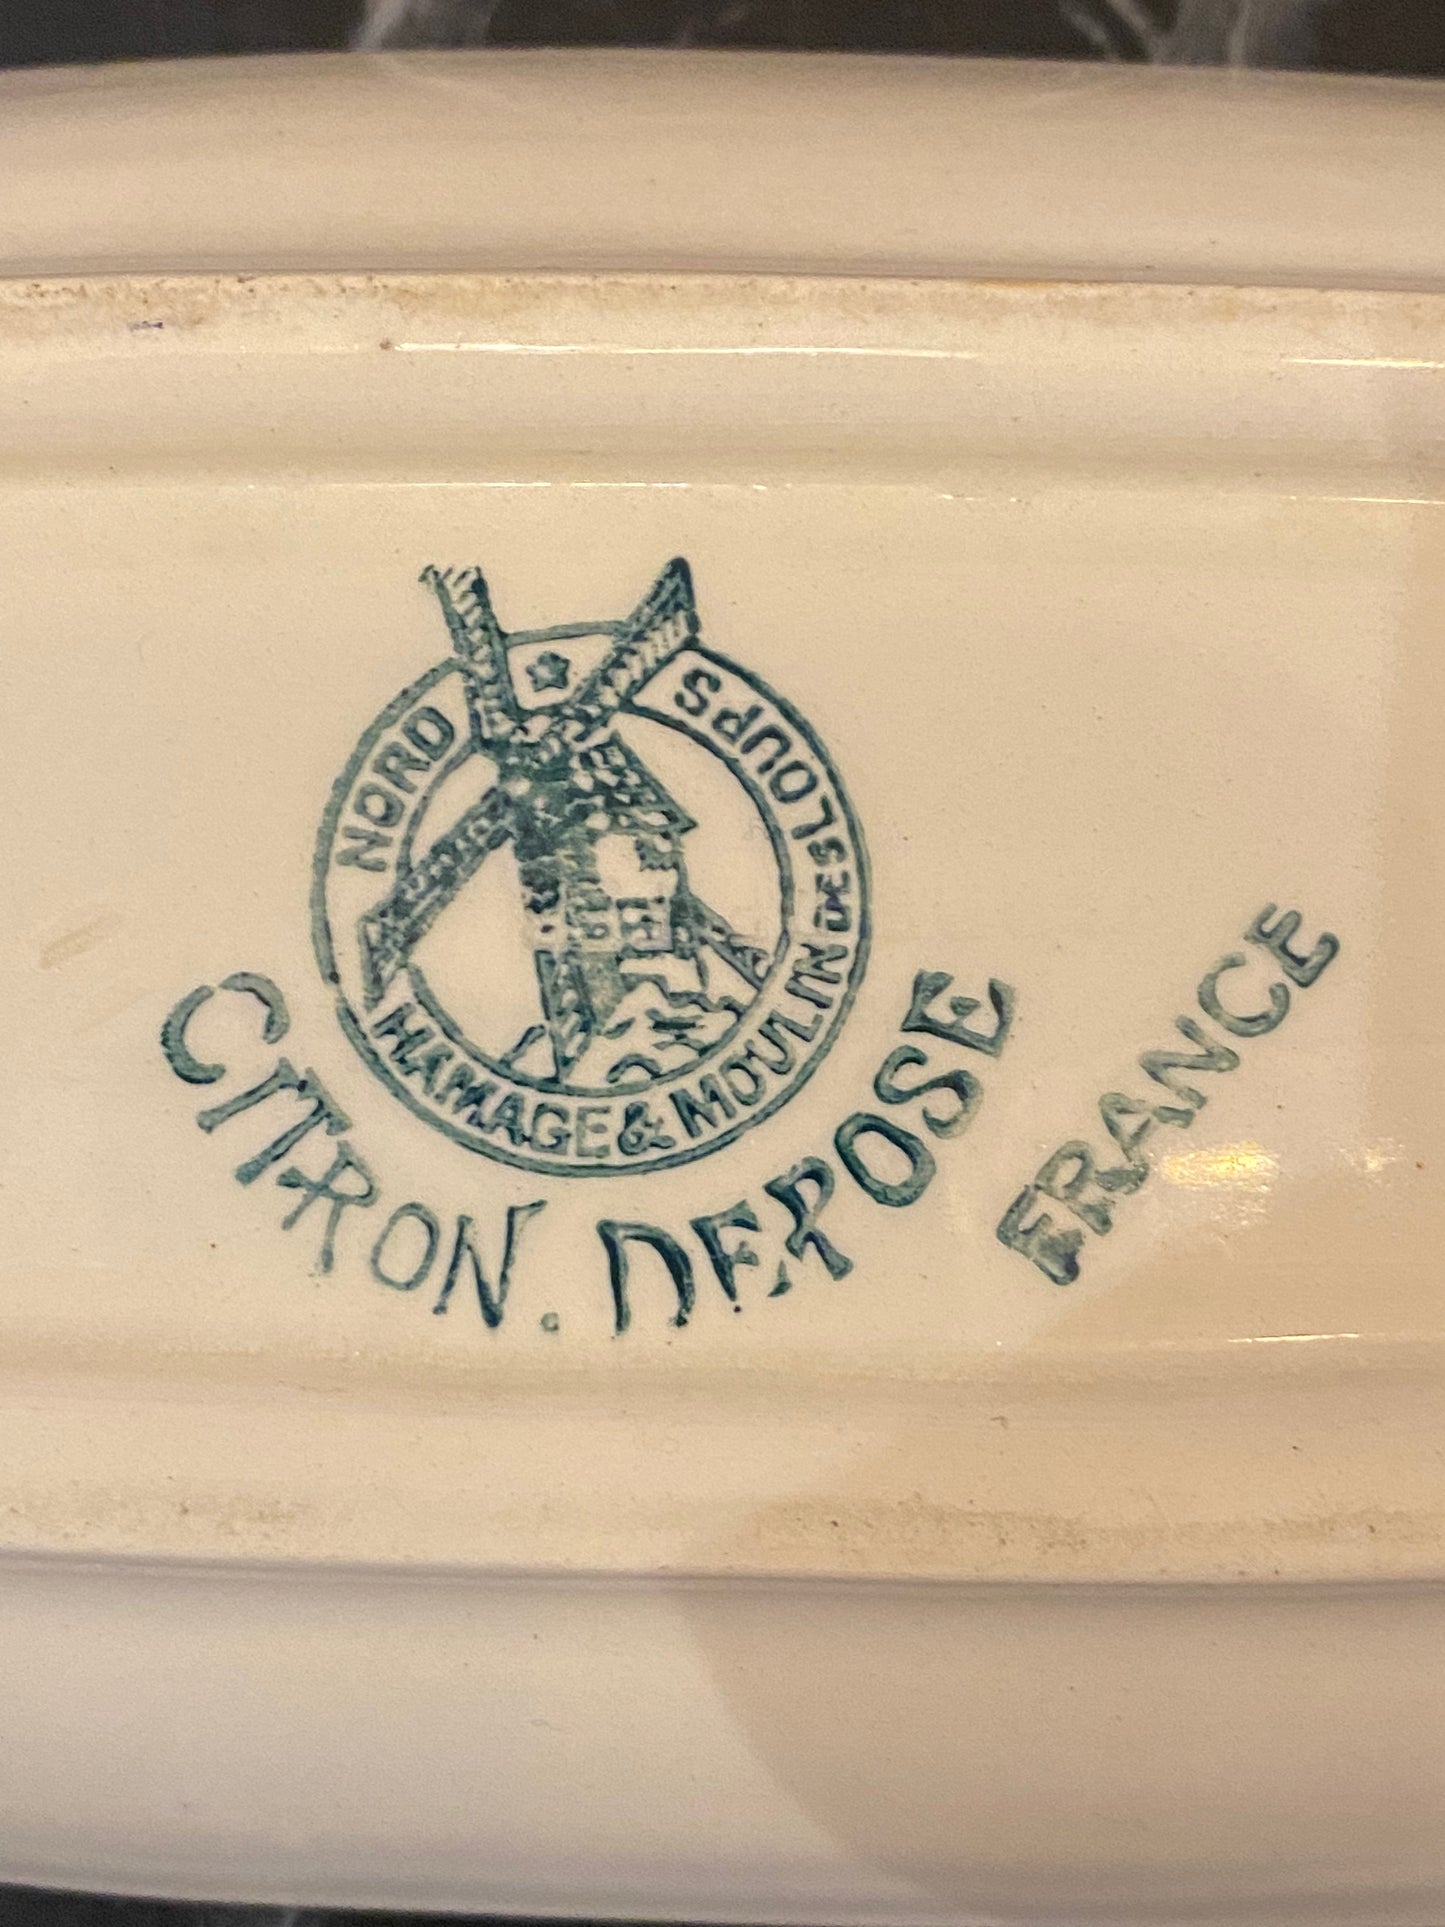 NORD
HAMAGE & MOULIN DES LOUPS
CITRON. DEPOSE
FRANCE